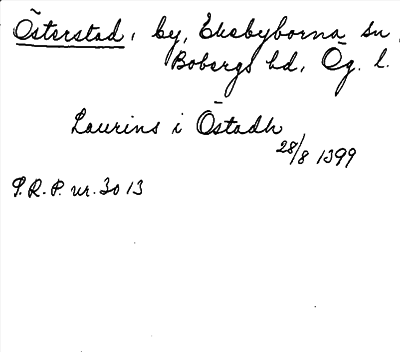 Österstad, by, Ekebyborna sn,
Bobergs hd, Ög. l.
Laurins i Östadh
28/8 1399
S.R.P. nr. 3013